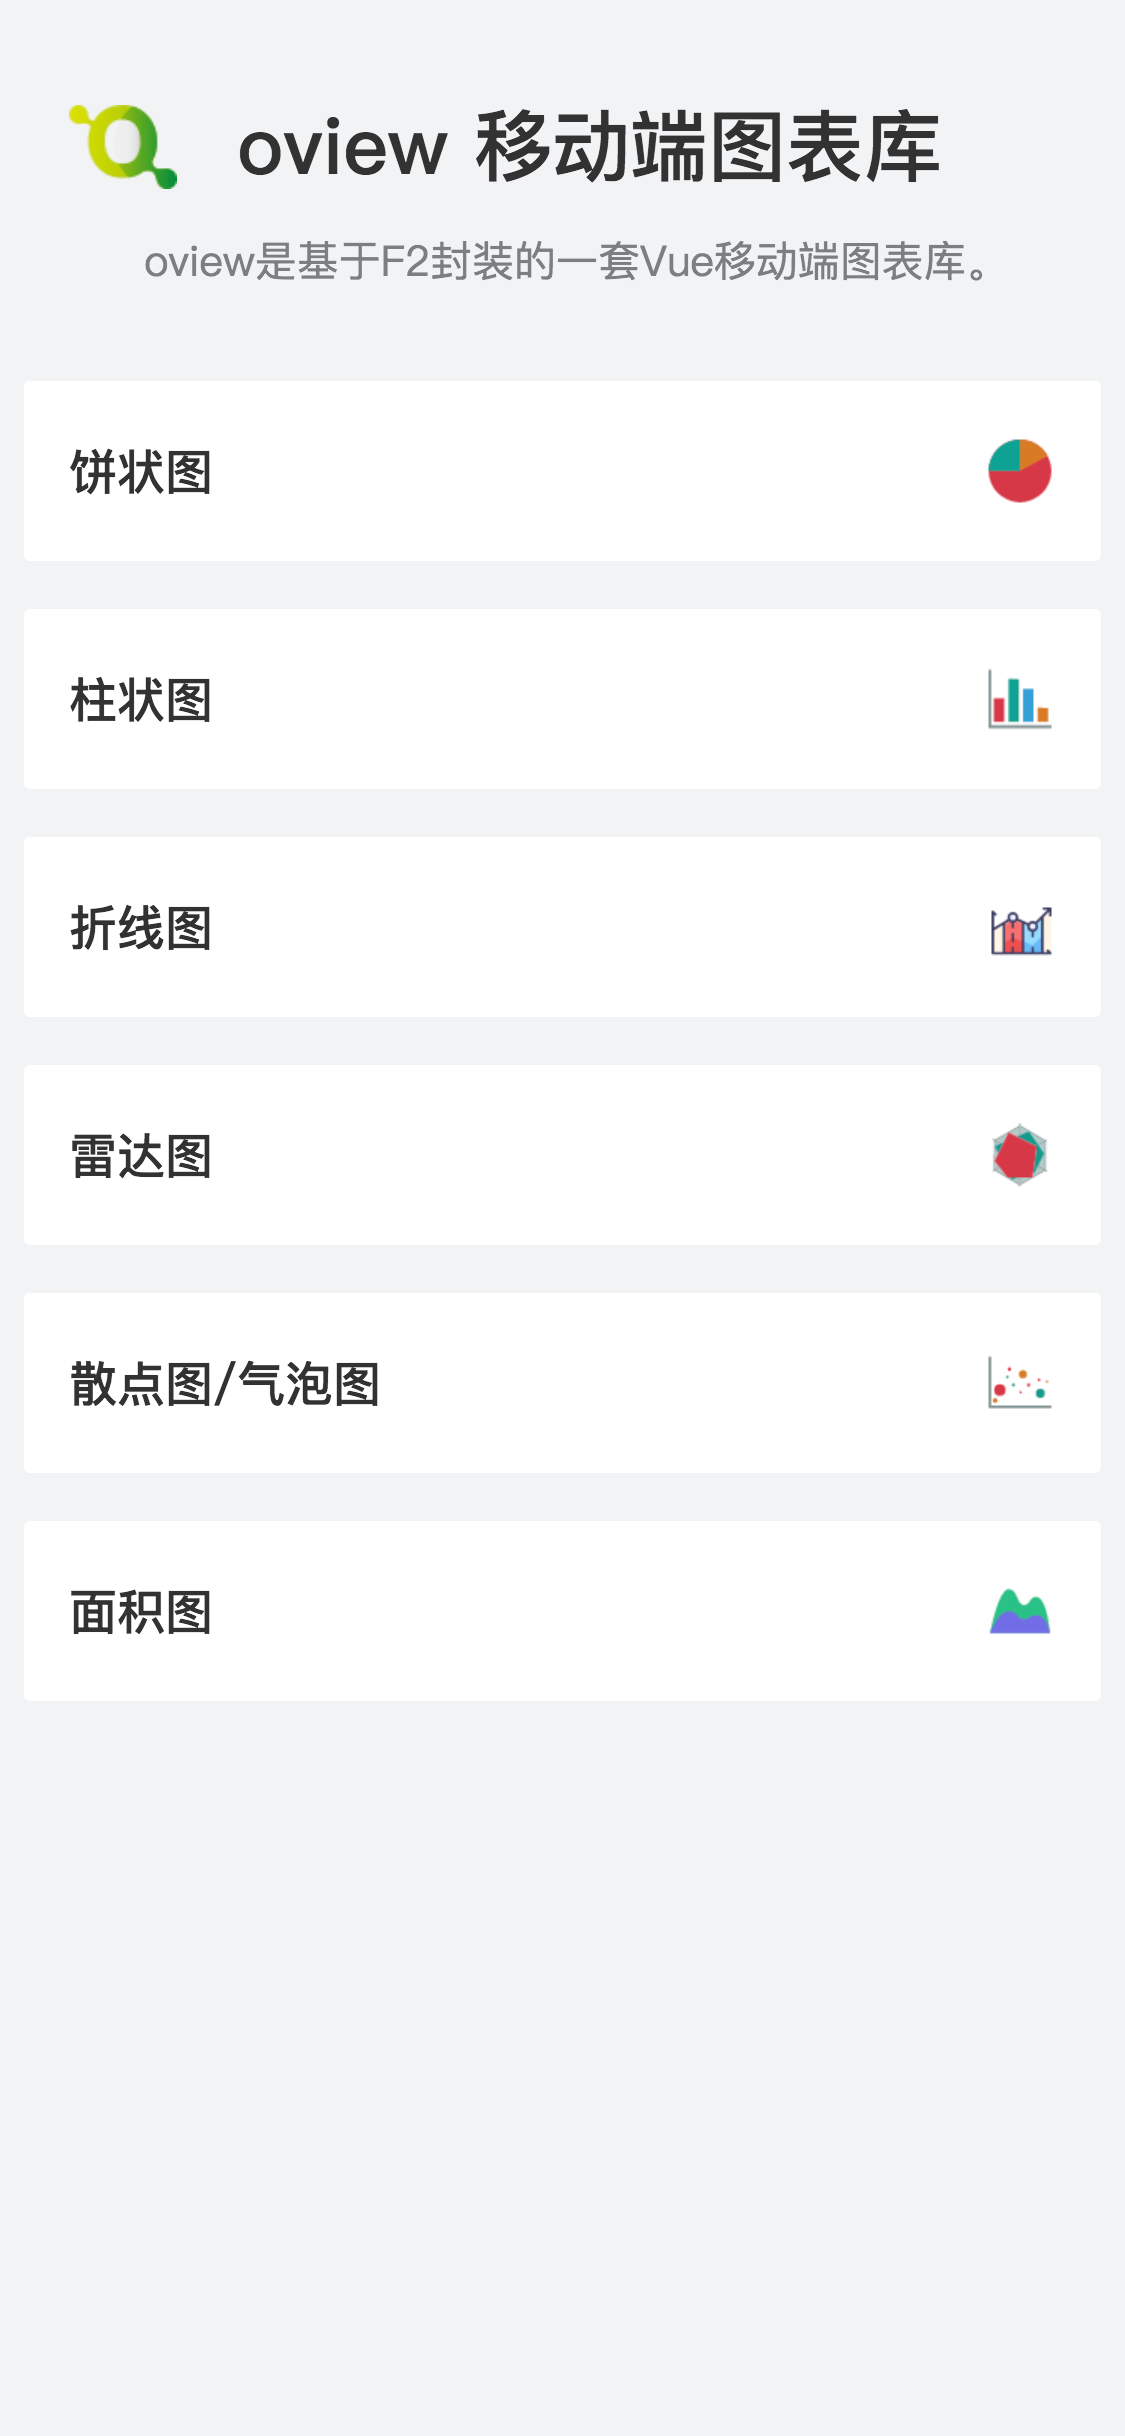 oview 移动端图表库
oview是基于F2封装的一套Vue移动端图表库。
饼状图
柱状图
折线图
雷达图
散点图/气泡图
面积图